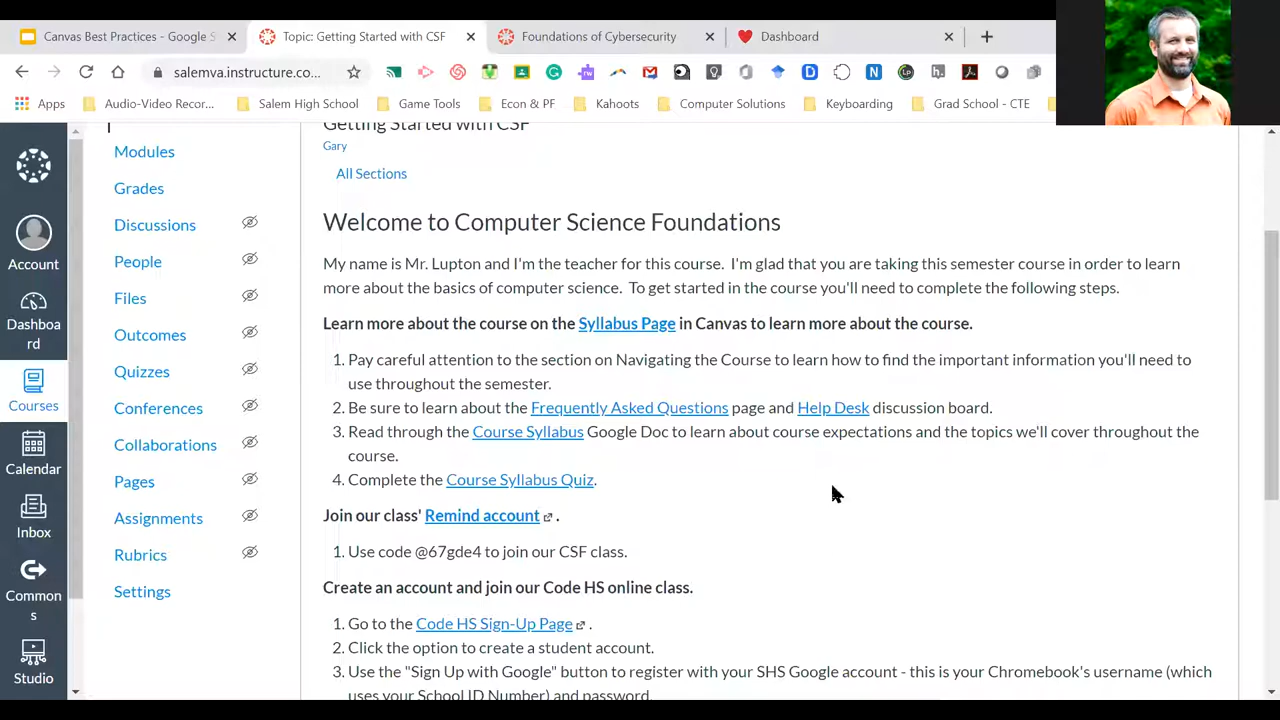 Canvas Best Practices - Google S
Topic: Getting Started with CSF
Foundations of Cybersecurity
Dashboard
salemva.instructure.co...
Apps
Audio-Video Recor...
Salem High School
Game Tools
Econ & PF
Kahoots
Computer Solutions
Keyboarding
Grad School - CTE
Account
Dashboa
rd
Courses
Calendar
Inbox
Common
s
Studio
Modules
Grades
Discussions
People
Files
Outcomes
Quizzes
Conferences
Collaborations
Pages
Assignments
Rubrics
Settings
Getting Started with CSF
Gary
All Sections
Welcome to Computer Science Foundations
My name is Mr. Lupton and I'm the teacher for this course. I'm glad that you are taking this semester course in order to learn
more about the basics of computer science. To get started in the course you'll need to complete the following steps.
Learn more about the course on the Syllabus Page in Canvas to learn more about the course.
1. Pay careful attention to the section on Navigating the Course to learn how to find the important information you'll need to
use throughout the semester.
2. Be sure to learn about the Frequently Asked Questions page and Help Desk discussion board.
3. Read through the Course Syllabus Google Doc to learn about course expectations and the topics we'll cover throughout the
course.
4. Complete the Course Syllabus Quiz.
Join our class' Remind account .
1. Use code @67gde4 to join our CSF class.
Create an account and join our Code HS online class.
1. Go to the Code HS Sign-Up Page .
2. Click the option to create a student account.
3. Use the "Sign Up with Google" button to register with your SHS Google account - this is your Chromebook's username (which
uses your School ID Number) and password.